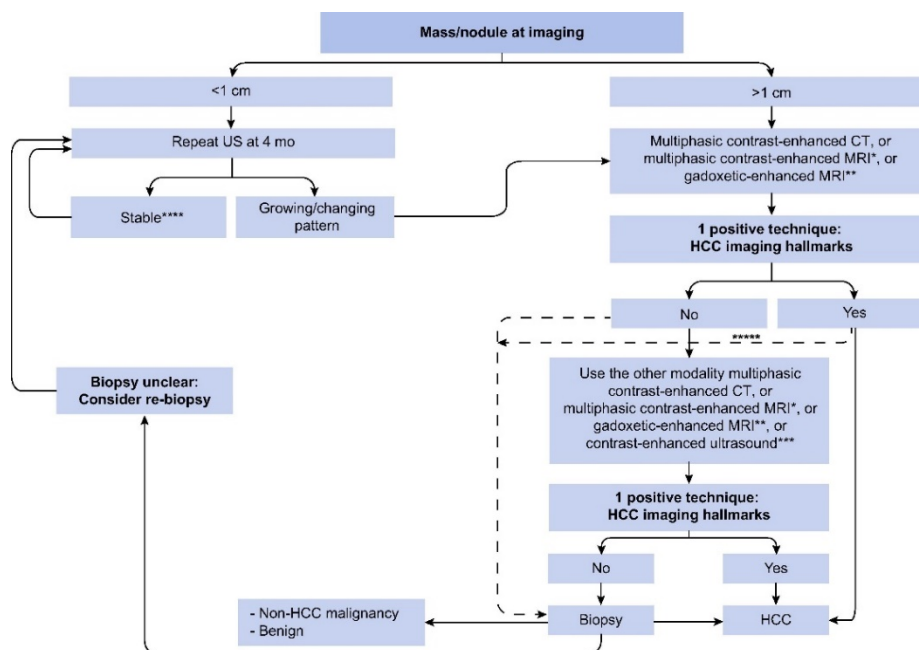 Mass/nodule at imaging
<1 cm
>1 cm
Repeat US at 4 mo
Multiphasic contrast-enhanced CT, or
multiphasic contrast-enhanced MRI*, or
gadoxetic-enhanced MRI**
Stable****
Growing/changing
pattern
1 positive technique:
HCC imaging hallmarks
No
Yes
*****
Use the other modality multiphasic
contrast-enhanced CT, or
multiphasic contrast-enhanced MRI*, or
gadoxetic-enhanced MRI**, or
contrast-enhanced ultrasound***
Biopsy unclear:
Consider re-biopsy
1 positive technique:
HCC imaging hallmarks
No
Yes
- Non-HCC malignancy
- Benign
Biopsy
HCC